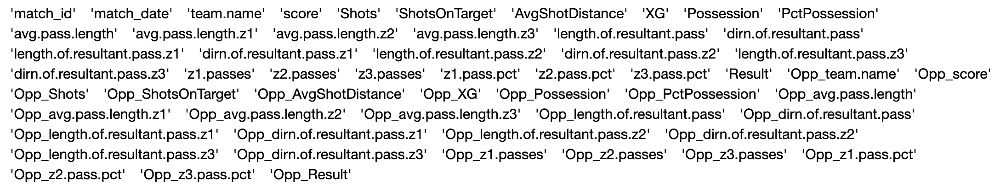 'match_id' 'match_date' 'team.name' 'score' 'Shots' 'ShotsOnTarget' 'AvgShotDistance' 'XG' 'Possession' 'PctPossession'
'avg.pass.length' 'avg.pass.length.z1' 'avg.pass.length.z2' 'avg.pass.length.z3' 'length.of.resultant.pass' 'dirn.of.resultant.pass'
'length.of.resultant.pass.z1' 'dirn.of.resultant.pass.z1' 'length.of.resultant.pass.z2' 'dirn.of.resultant.pass.z2' 'length.of.resultant.pass.z3'
'dirn.of.resultant.pass.z3' 'z1.passes' 'z2.passes' 'z3.passes' 'z1.pass.pct' 'z2.pass.pct' 'z3.pass.pct' 'Result' 'Opp_team.name' 'Opp_score'
'Opp_Shots' 'Opp_ShotsOnTarget' 'Opp_AvgShotDistance' 'Opp_XG' 'Opp_Possession' 'Opp_PctPossession' 'Opp_avg.pass.length'
'Opp_avg.pass.length.z1' 'Opp_avg.pass.length.z2' 'Opp_avg.pass.length.z3' 'Opp_length.of.resultant.pass' 'Opp_dirn.of.resultant.pass'
'Opp_length.of.resultant.pass.z1' 'Opp_dirn.of.resultant.pass.z1' 'Opp_length.of.resultant.pass.z2' 'Opp_dirn.of.resultant.pass.z2'
'Opp_length.of.resultant.pass.z3' 'Opp_dirn.of.resultant.pass.z3' 'Opp_z1.passes' 'Opp_z2.passes' 'Opp_z3.passes' 'Opp_z1.pass.pct'
'Opp_z2.pass.pct' 'Opp_z3.pass.pct' 'Opp_Result'